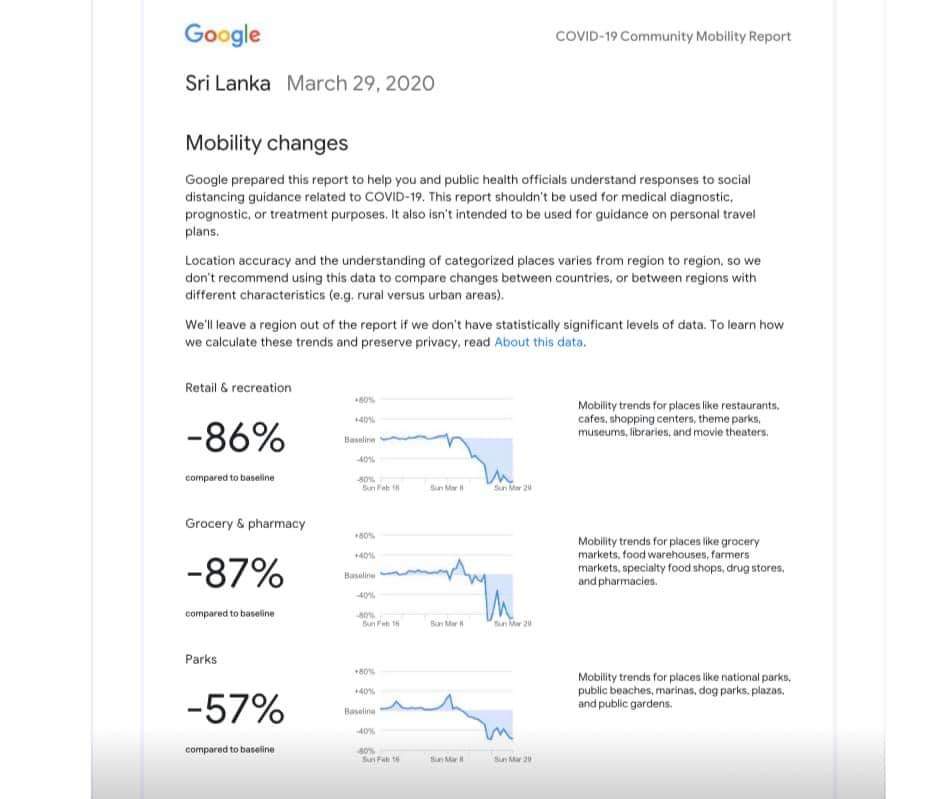 Google
COVID-19 Community Mobility Report
Sri Lanka March 29, 2020
Mobility changes
Google prepared this report to help you and public health officials understand responses to social
distancing guidance related to COVID-19. This report shouldn't be used for medical diagnostic,
prognostic, or treatment purposes. It also isn't intended to be used for guidance on personal travel
plans.
Location accuracy and the understanding of categorized places varies from region to region, so we
don't recommend using this data to compare changes between countries, or between regions with
different characteristics (e.g. rural versus urban areas).
We'll leave a region out of the report if we don't have statistically significant levels of data. To learn how
we calculate these trends and preserve privacy, read About this data.
Retail & recreation
-86%
compared to baseline
+80%
+40%
Baseline
-40%
-80%
Sun Feb 16 Sun Mar 8 Sun Mar 29
Mobility trends for places like restaurants,
cafes, shopping centers, theme parks,
museums, libraries, and movie theaters.
Grocery & pharmacy
-87%
compared to baseline
+80%
+40%
Baseline
-40%
-80%
Sun Feb 16 Sun Mar 8 Sun Mar 29
Mobility trends for places like grocery
markets, food warehouses, farmers
markets, specialty food shops, drug stores,
and pharmacies.
Parks
-57%
compared to baseline
+80%
+40%
Baseline
-40%
-80%
Sun Feb 16 Sun Mar 8 Sun Mar 29
Mobility trends for places like national parks,
public beaches, marinas, dog parks, plazas,
and public gardens.